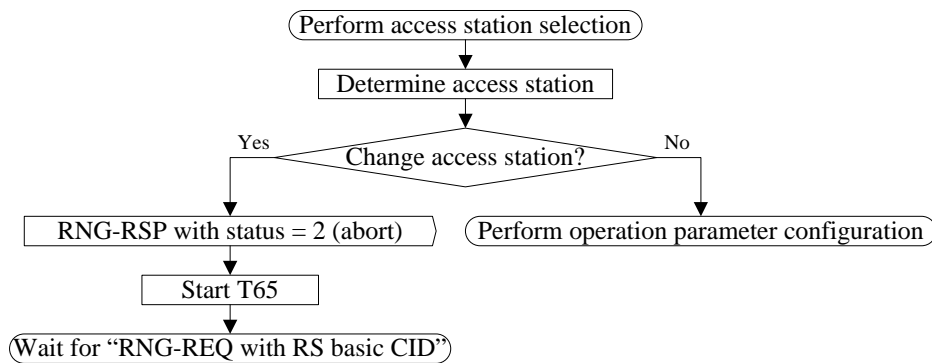 Perform access station selection
Determine access station
Yes
Change access station?
No
RNG-RSP with status = 2 (abort)
Perform operation parameter configuration
Start T65
Wait for “RNG-REQ with RS basic CID”